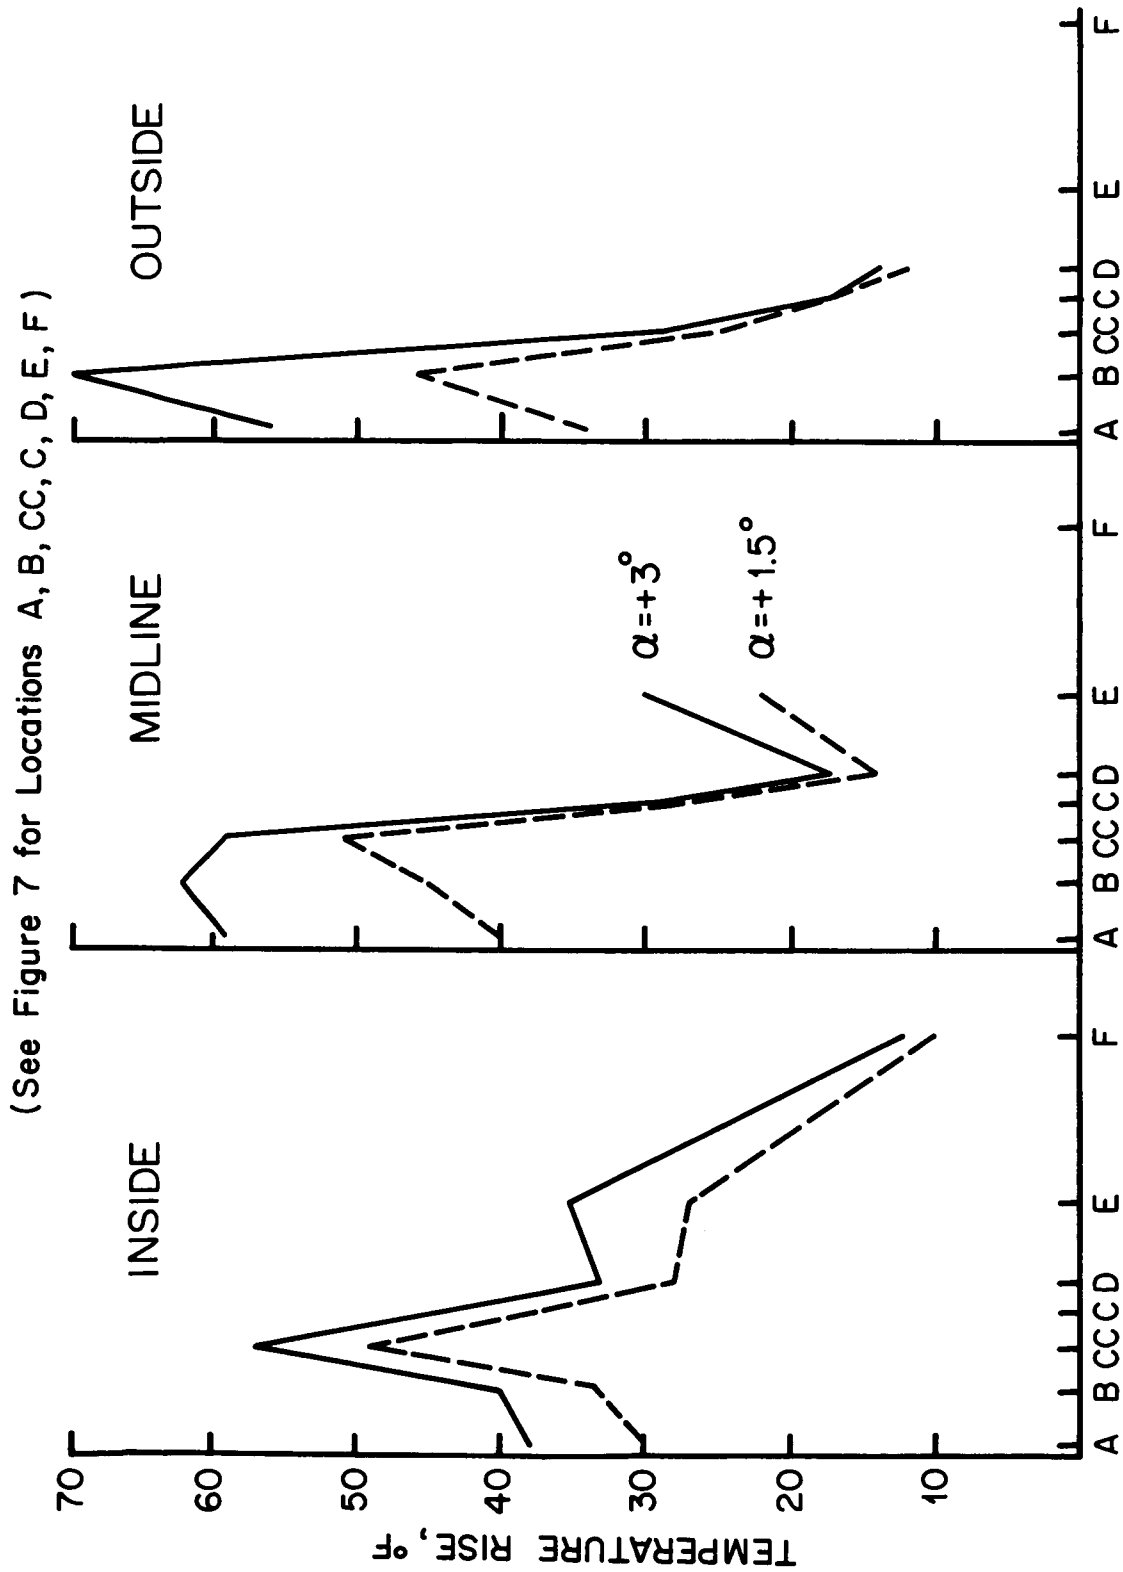 (See Figure 7 for Locations A, B, CC, C, D, E, F)
INSIDE
MIDLINE
OUTSIDE
TEMPERATURE RISE, °F
70
60
50
40
30
20
10
α=+3°
α=+1.5°
A B CC C D E F
A B CC C D E F
A B CC C D E F